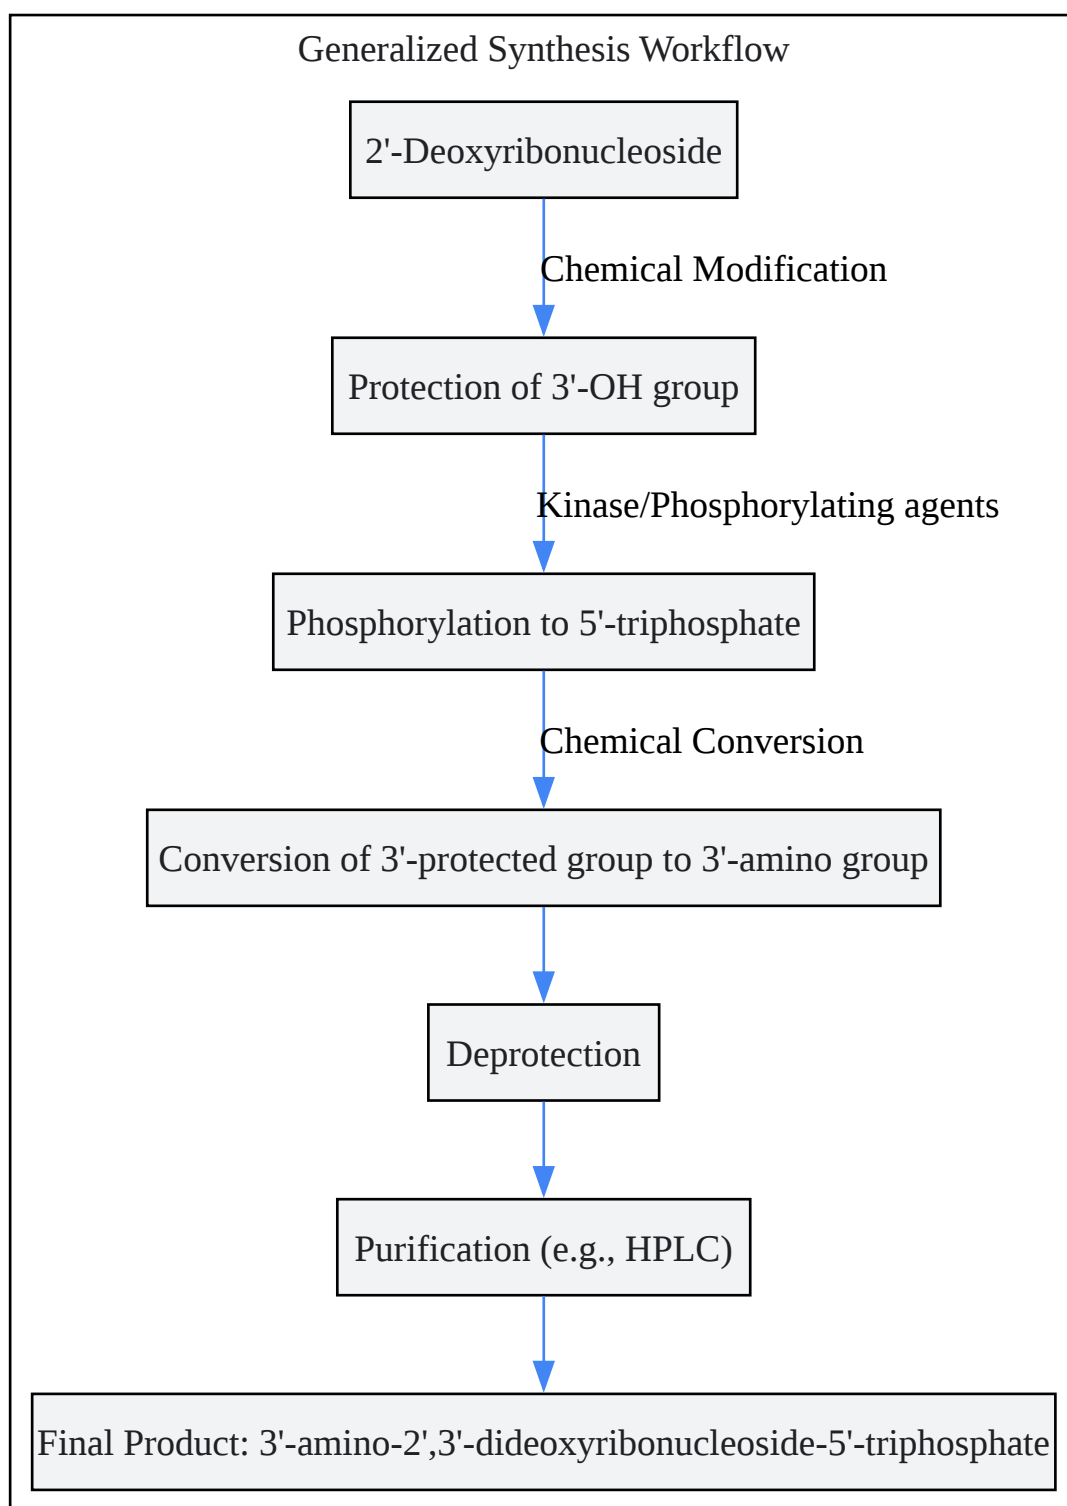 Generalized Synthesis Workflow
2'-Deoxyribonucleoside
Chemical Modification
Protection of 3'-OH group
Kinase/Phosphorylating agents
Phosphorylation to 5'-triphosphate
Chemical Conversion
Conversion of 3'-protected group to 3'-amino group
Deprotection
Purification (e.g., HPLC)
Final Product: 3'-amino-2',3'-dideoxyribonucleoside-5'-triphosphate